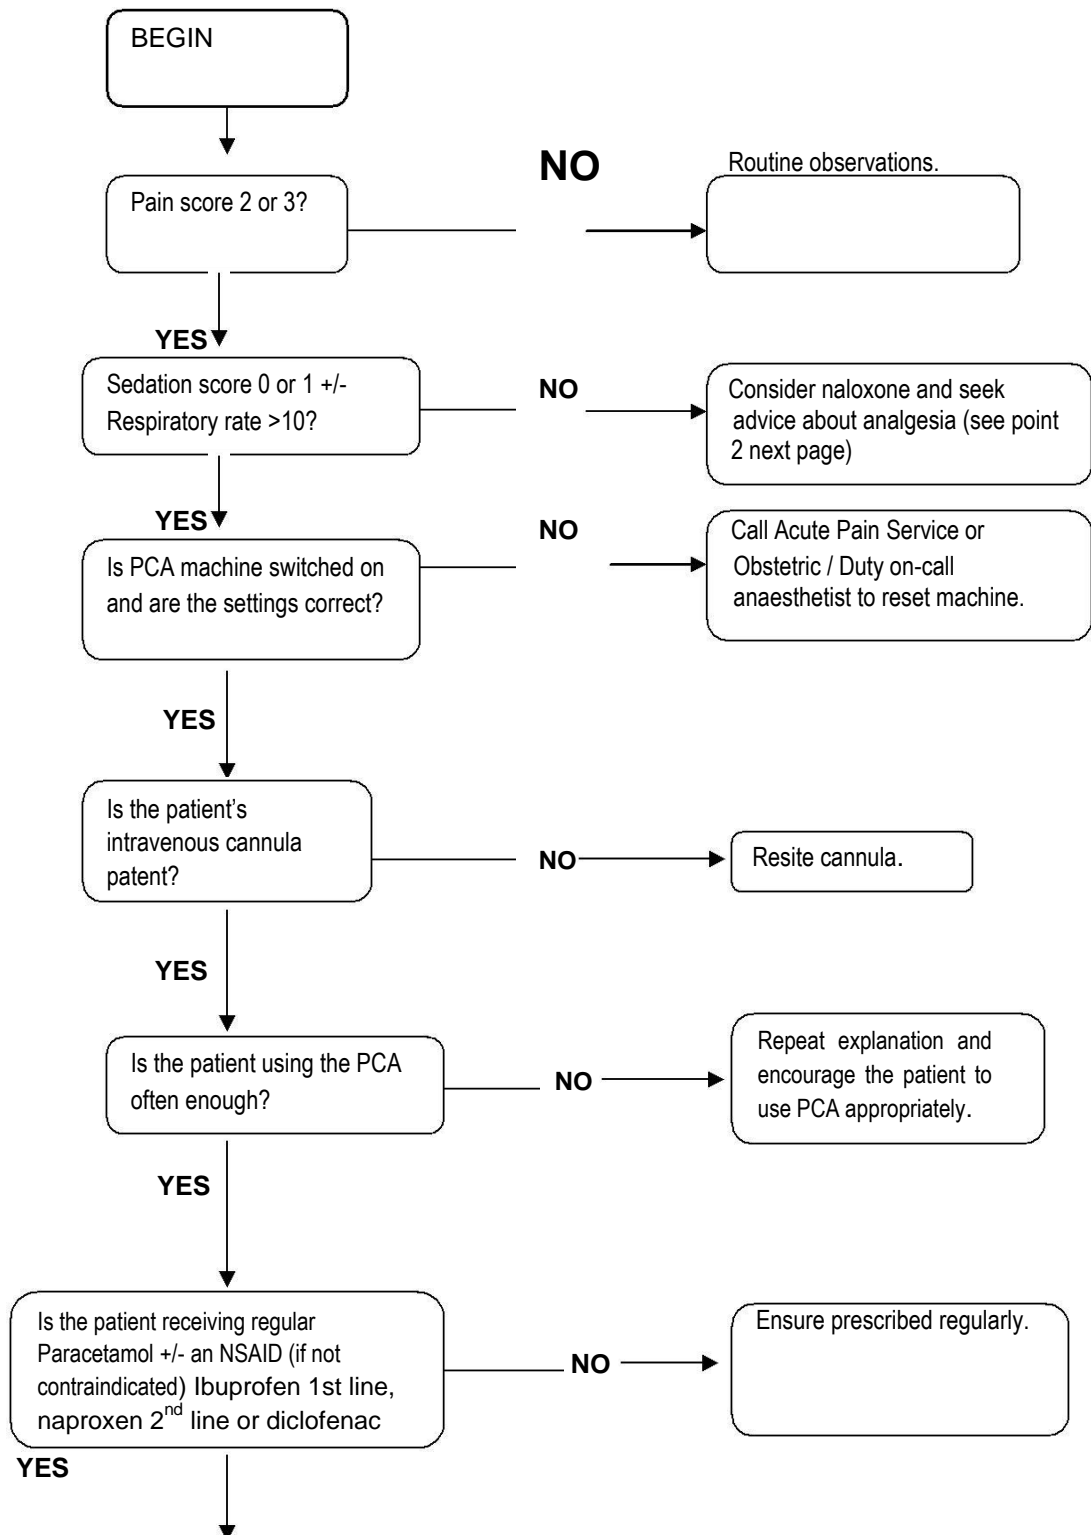 BEGIN
NO
Routine observations.
Pain score 2 or 3?
YES
Sedation score 0 or 1 +/-
Respiratory rate >10?
NO
Consider naloxone and seek
advice about analgesia (see point
2 next page)
YES
Is PCA machine switched on
and are the settings correct?
NO
Call Acute Pain Service or
Obstetric / Duty on-call
anaesthetist to reset machine.
YES
Is the patient’s
intravenous cannula
patent?
NO
Resite cannula.
YES
Is the patient using the PCA
often enough?
NO
Repeat explanation and
encourage the patient to
use PCA appropriately.
YES
Is the patient receiving regular
Paracetamol +/- an NSAID (if not
contraindicated) Ibuprofen 1st line,
naproxen 2nd line or diclofenac
NO
Ensure prescribed regularly.
YES